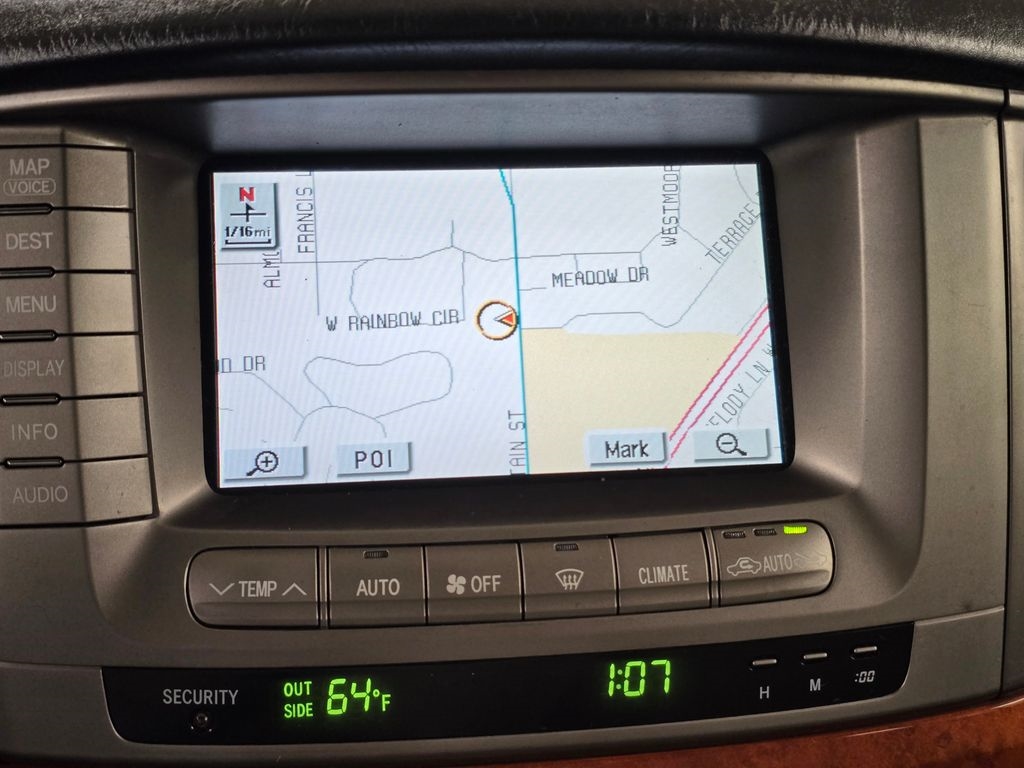 MAP
VOICE
DEST
MENU
DISPLAY
INFO
AUDIO
N
1/16mi
FRANCIS L
ALMO
WESTMOOR
TERRACE
MEADOW DR
W RAINBOW CIR
D DR
AIN ST
ELODY LN W
POI
Mark
TEMP
AUTO
OFF
CLIMATE
AUTO
SECURITY
OUT
SIDE
64°F
1:07
H
M
:00